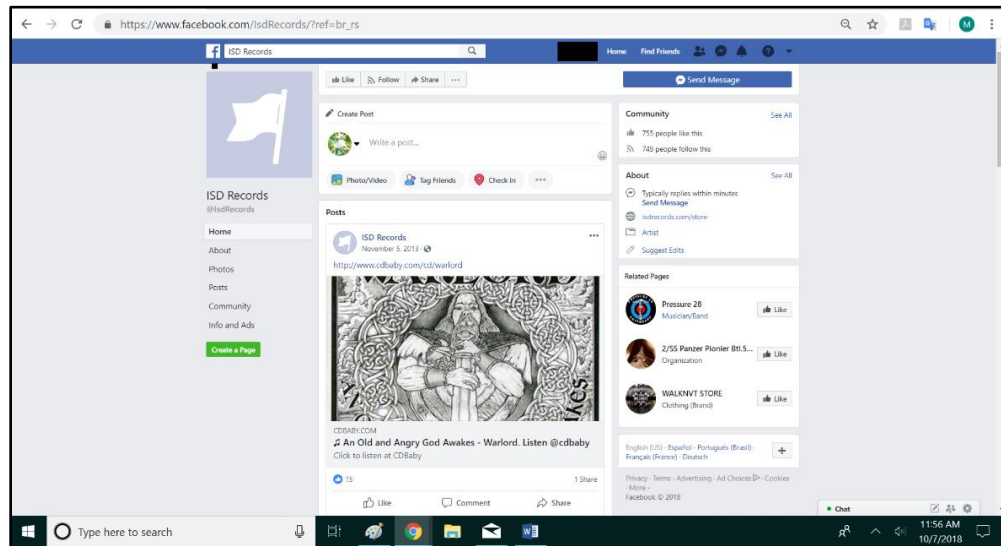 https://www.facebook.com/IsdRecords/?ref=br_rs
M
ISD Records
Home Find Friends
Like Follow Share
Send Message
Create Post
Write a post...
Photo/Video Tag Friends Check in
ISD Records
@IsdRecords
Home
About
Photos
Posts
Community
Info and Ads
Create a Page
Posts
ISD Records
November 5, 2013 ·
http://www.cdbaby.com/cd/warlord
CDBABY.COM
♫ An Old and Angry God Awakes - Warlord. Listen @cdbaby
Click to listen at CDBaby
15 1 Share
Like Comment Share
Community See All
755 people like this
749 people follow this
About See All
Typically replies within minutes
Send Message
isdrecords.com/store
Artist
Suggest Edits
Related Pages
Pressure 28 Like
Musician/Band
2/SS Panzer Pionier Btl.5... Like
Organization
WALKNVT STORE Like
Clothing (Brand)
English (US) · Español · Português (Brasil) ·
Français (France) · Deutsch
Privacy · Terms · Advertising · Ad Choices · Cookies
· More ·
Facebook © 2018
Chat
Type here to search
11:56 AM
10/7/2018